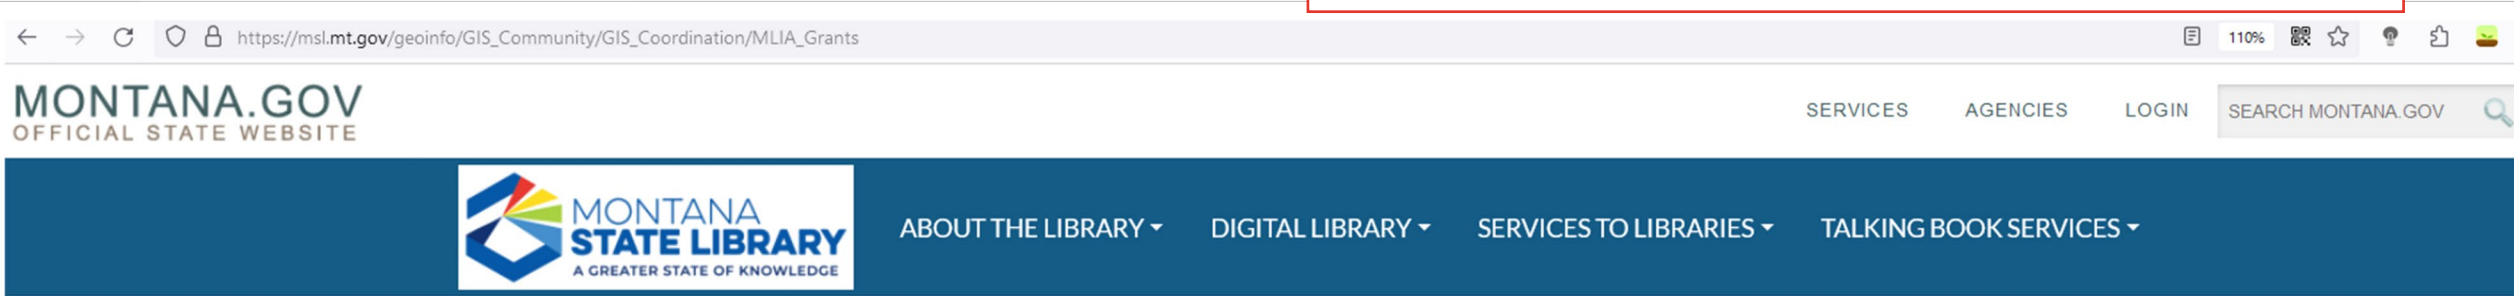 https://msl.mt.gov/geoinfo/GIS_Community/GIS_Coordination/MLIA_Grants 110%
MONTANA.GOV
OFFICIAL STATE WEBSITE
SERVICES AGENCIES LOGIN SEARCH MONTANA.GOV
MONTANA
STATE LIBRARY
A GREATER STATE OF KNOWLEDGE
ABOUT THE LIBRARY DIGITAL LIBRARY SERVICES TO LIBRARIES TALKING BOOK SERVICES